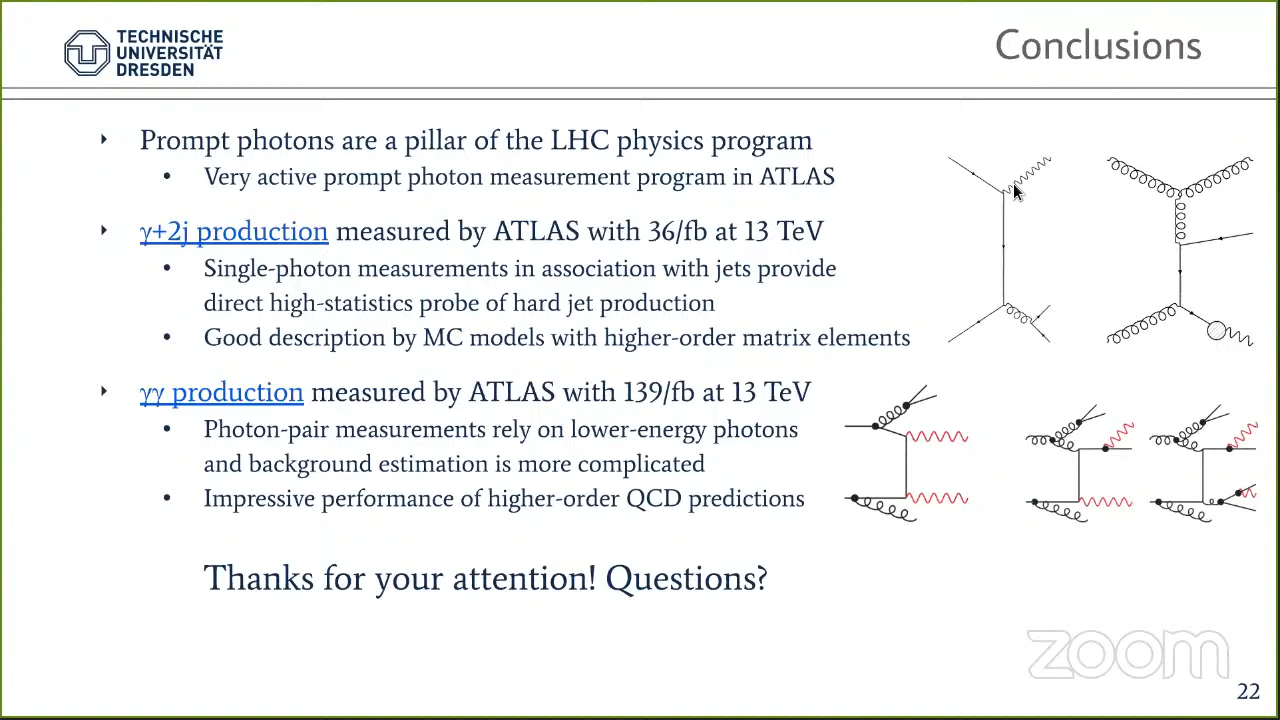 TECHNISCHE
UNIVERSITÄT
DRESDEN
Conclusions
‣ Prompt photons are a pillar of the LHC physics program
• Very active prompt photon measurement program in ATLAS
‣ γ+2j production measured by ATLAS with 36/fb at 13 TeV
• Single-photon measurements in association with jets provide
direct high-statistics probe of hard jet production
• Good description by MC models with higher-order matrix elements
‣ γγ production measured by ATLAS with 139/fb at 13 TeV
• Photon-pair measurements rely on lower-energy photons
and background estimation is more complicated
• Impressive performance of higher-order QCD predictions
Thanks for your attention! Questions?
zoom
22